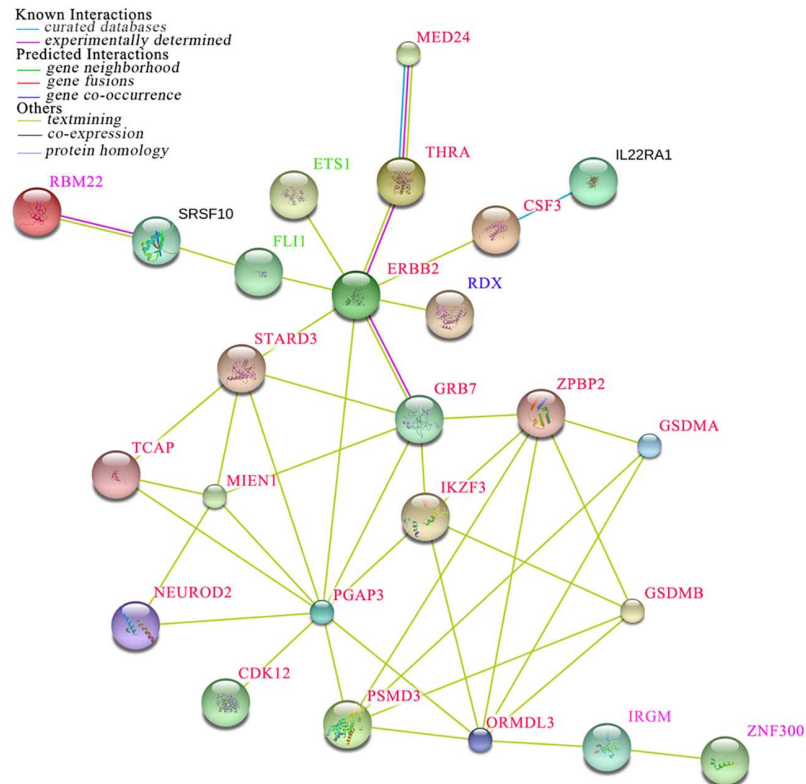 Known Interactions
curated databases
experimentally determined
Predicted Interactions
gene neighborhood
gene fusions
gene co-occurrence
Others
textmining
co-expression
protein homology
MED24
ETS1
THRA
IL22RA1
RBM22
SRSF10
CSF3
FLI1
ERBB2
RDX
STARD3
GRB7
ZPBP2
GSDMA
TCAP
MIEN1
IKZF3
NEUROD2
PGAP3
GSDMB
CDK12
PSMD3
ORMDL3
IRGM
ZNF300